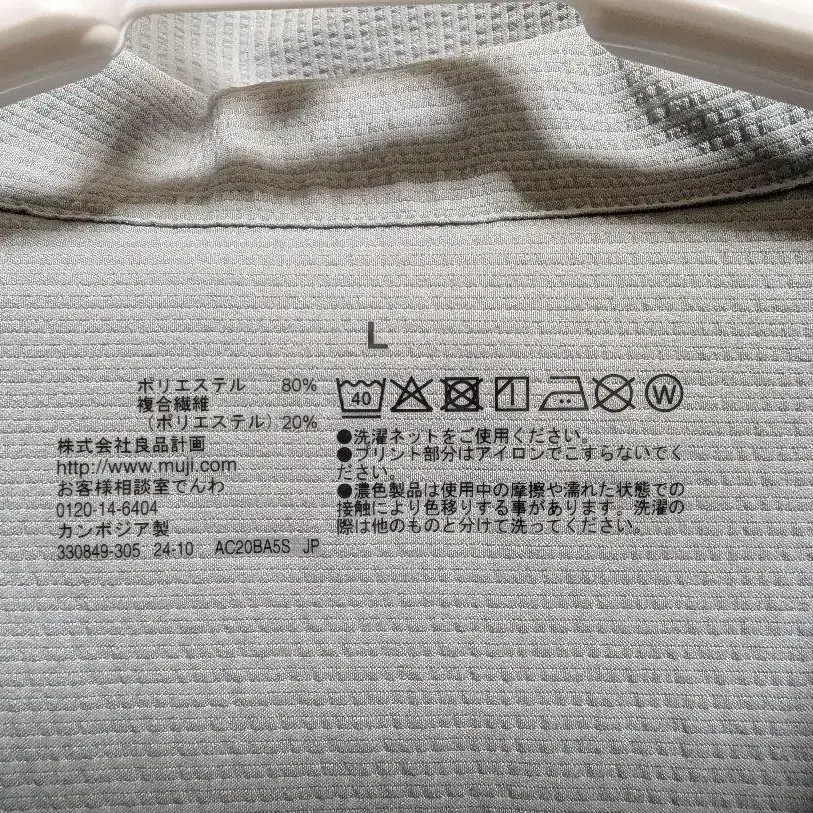 L
ポリエステル 80%
複合繊維
(ポリエステル) 20%
株式会社良品計画
http://www.muji.com
お客様相談室でんわ
0120-14-6404
カンボジア製
330849-305 24-10 AC20BA5S JP
40
W
●洗濯ネットをご使用ください。
●プリント部分はアイロンでこすらないでく
ださい。
●濃色製品は使用中の摩擦や濡れた状態での
接触により色移りする事があります。洗濯の
際は他のものと分けて洗ってください。